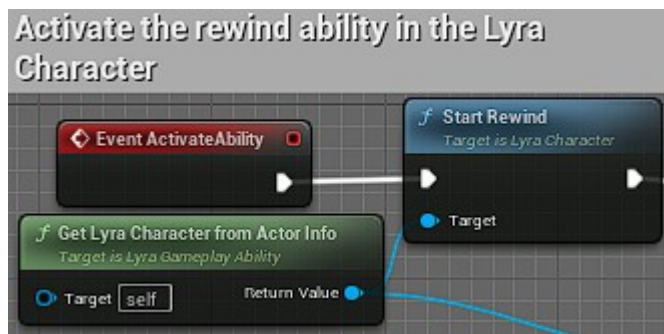 Activate the rewind ability in the Lyra
Character
Event ActivateAbility
f Start Rewind
Target is Lyra Character
Target
f Get Lyra Character from Actor Info
Target is Lyra Gameplay Ability
Target self Return Value